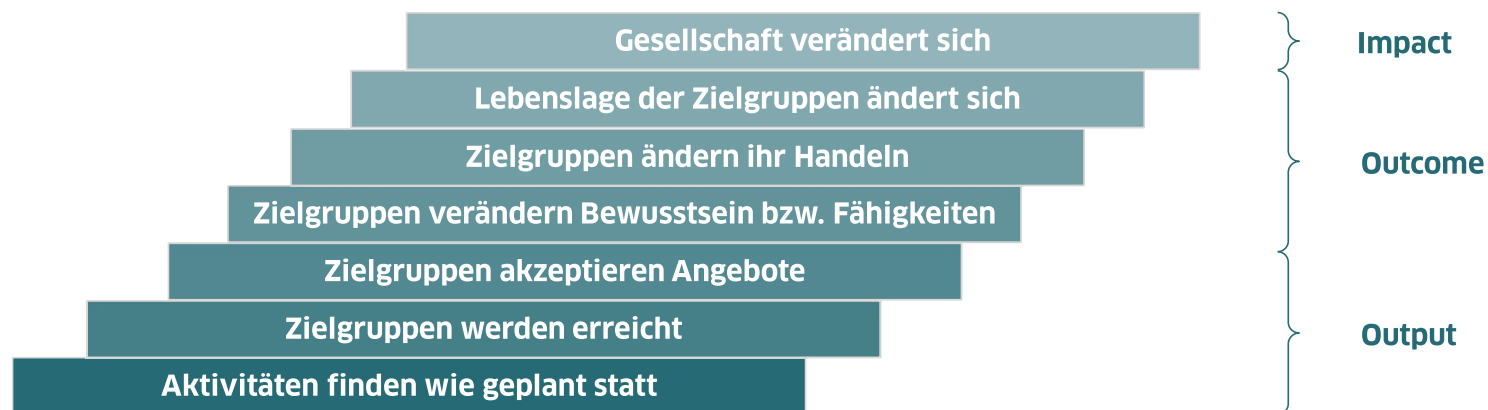 Gesellschaft verändert sich
Impact
Lebenslage der Zielgruppen ändert sich
Zielgruppen ändern ihr Handeln
Outcome
Zielgruppen verändern Bewusstsein bzw. Fähigkeiten
Zielgruppen akzeptieren Angebote
Zielgruppen werden erreicht
Output
Aktivitäten finden wie geplant statt